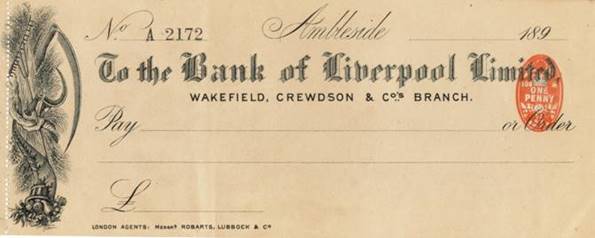 No A 2172 Ambleside 189
To the Bank of Liverpool Limited,
WAKEFIELD, CREWDSON & Co's BRANCH.
ONE
PENNY
Pay or Order
£
LONDON AGENTS: Messrs ROBARTS, LUBBOCK & Co